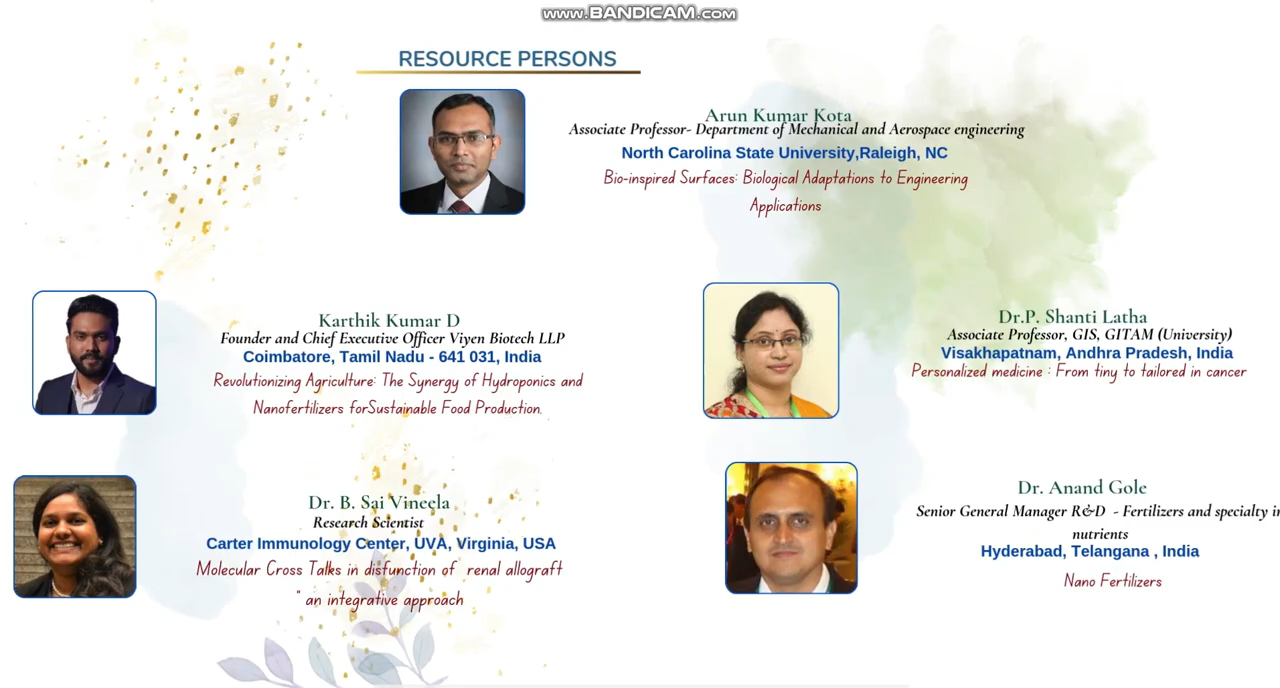 www.BANDICAM.com
RESOURCE PERSONS
Arun Kumar Kota
Associate Professor- Department of Mechanical and Aerospace engineering
North Carolina State University,Raleigh, NC
Bio-inspired Surfaces: Biological Adaptations to Engineering
Applications
Karthik Kumar D
Founder and Chief Executive Officer Viyen Biotech LLP
Coimbatore, Tamil Nadu - 641 031, India
Revolutionizing Agriculture: The Synergy of Hydroponics and
Nanofertilizers forSustainable Food Production.
Dr.P. Shanti Latha
Associate Professor, GIS, GITAM (University)
Visakhapatnam, Andhra Pradesh, India
Personalized medicine : From tiny to tailored in cancer
Dr. B. Sai Vineela
Research Scientist
Carter Immunology Center, UVA, Virginia, USA
Molecular Cross Talks in disfunction of renal allograft
" an integrative approach
Dr. Anand Gole
Senior General Manager R&D - Fertilizers and specialty in
nutrients
Hyderabad, Telangana , India
Nano Fertilizers